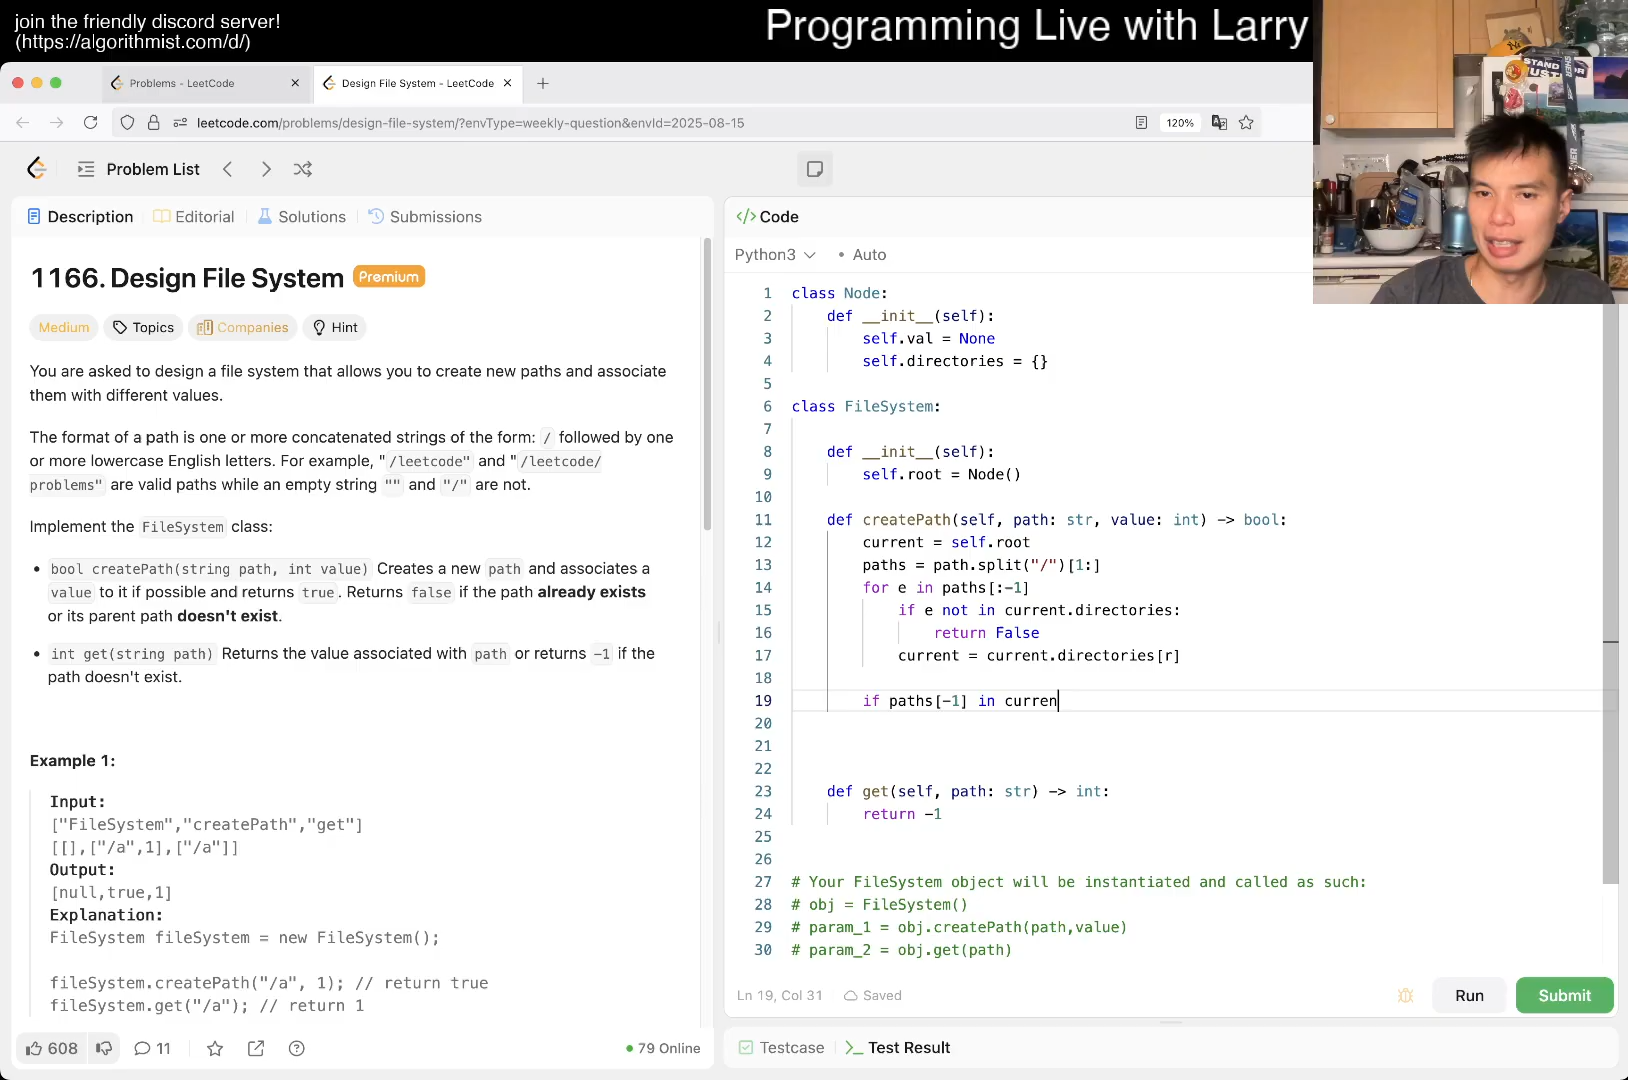 join the friendly discord server!
(https://algorithmist.com/d/)
Programming Live with Larry
Problems - LeetCode
Design File System - LeetCode
leetcode.com/problems/design-file-system/?envType=weekly-question&envId=2025-08-15
120%
Problem List
Description
Editorial
Solutions
Submissions
1166. Design File System
Premium
Medium
Topics
Companies
Hint
You are asked to design a file system that allows you to create new paths and associate
them with different values.
The format of a path is one or more concatenated strings of the form: / followed by one
or more lowercase English letters. For example, "/leetcode" and "/leetcode/
problems" are valid paths while an empty string "" and "/" are not.
Implement the FileSystem class:
• bool createPath(string path, int value) Creates a new path and associates a
value to it if possible and returns true. Returns false if the path already exists
or its parent path doesn't exist.
• int get(string path) Returns the value associated with path or returns -1 if the
path doesn't exist.
Example 1:
Input:
["FileSystem","createPath","get"]
[[],["/a",1],["/a"]]
Output:
[null,true,1]
Explanation:
FileSystem fileSystem = new FileSystem();
fileSystem.createPath("/a", 1); // return true
fileSystem.get("/a"); // return 1
608
11
79 Online
</> Code
Python3
• Auto
1 class Node:
2 def __init__(self):
3 self.val = None
4 self.directories = {}
5
6 class FileSystem:
7
8 def __init__(self):
9 self.root = Node()
10
11 def createPath(self, path: str, value: int) -> bool:
12 current = self.root
13 paths = path.split("/")[1:]
14 for e in paths[:-1]
15 if e not in current.directories:
16 return False
17 current = current.directories[r]
18
19 if paths[-1] in curren
20
21
22
23 def get(self, path: str) -> int:
24 return -1
25
26
27 # Your FileSystem object will be instantiated and called as such:
28 # obj = FileSystem()
29 # param_1 = obj.createPath(path,value)
30 # param_2 = obj.get(path)
Ln 19, Col 31
Saved
Run
Submit
Testcase
Test Result